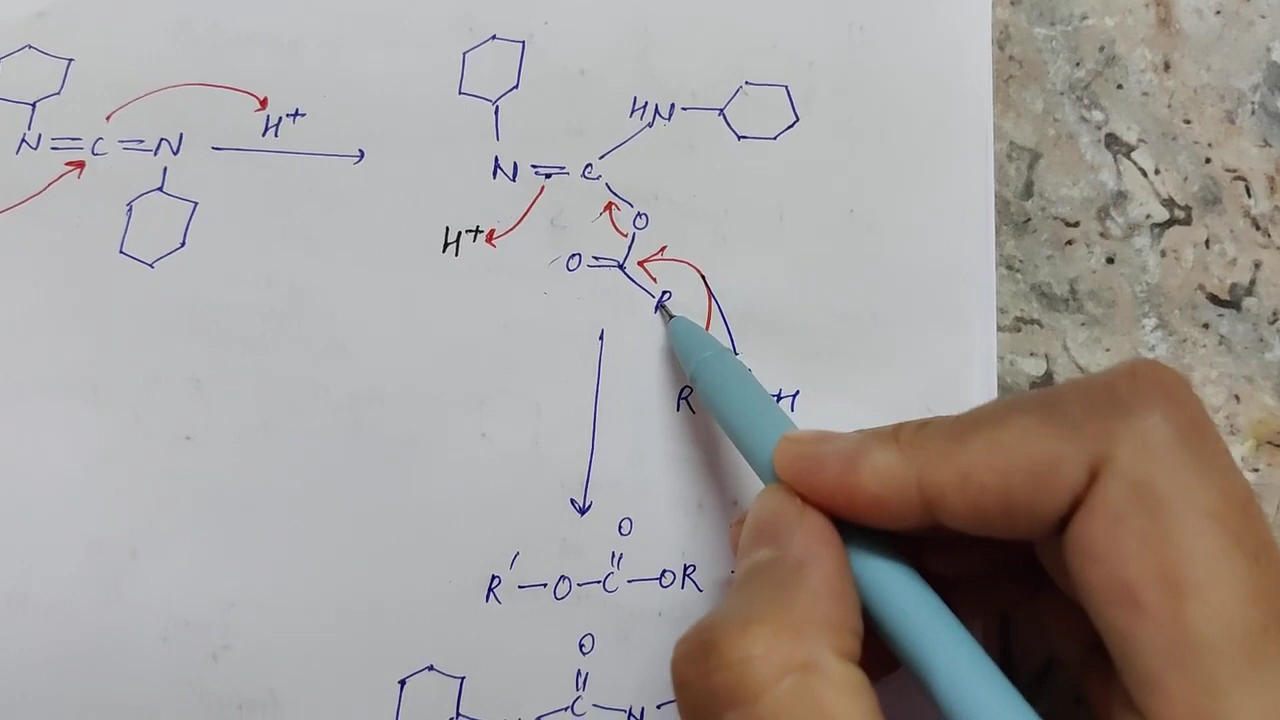 HN
H⁺
N=C=N
N=C
O
H⁺
O=
R
R H
O
R'—O—C—OR
O
C—N